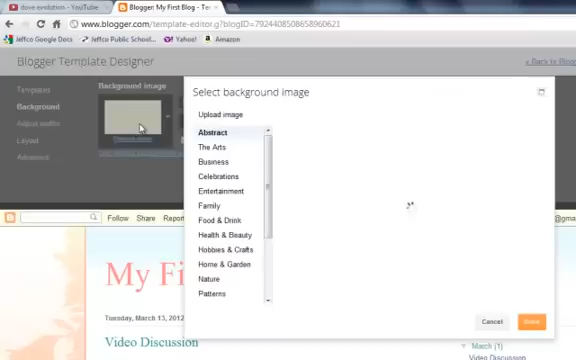 dove evolution - YouTube
Blogger: My First Blog - Te
www.blogger.com/template-editor.g?blogID=7924408508658960621
Jeffco Google Docs
Jeffco Public School...
Yahoo!
Amazon
Blogger Template Designer
« Back to Blog
Templates
Background
Adjust widths
Layout
Advanced
Background image
Select background image
Upload image
Abstract
The Arts
Business
Celebrations
Entertainment
Family
Food & Drink
Health & Beauty
Hobbies & Crafts
Home & Garden
Nature
Patterns
Cancel
Done
Follow
Share
Report
@gma
My Fi
Tuesday, March 13, 2012
Video Discussion
▼ March (1)
Video Discussion